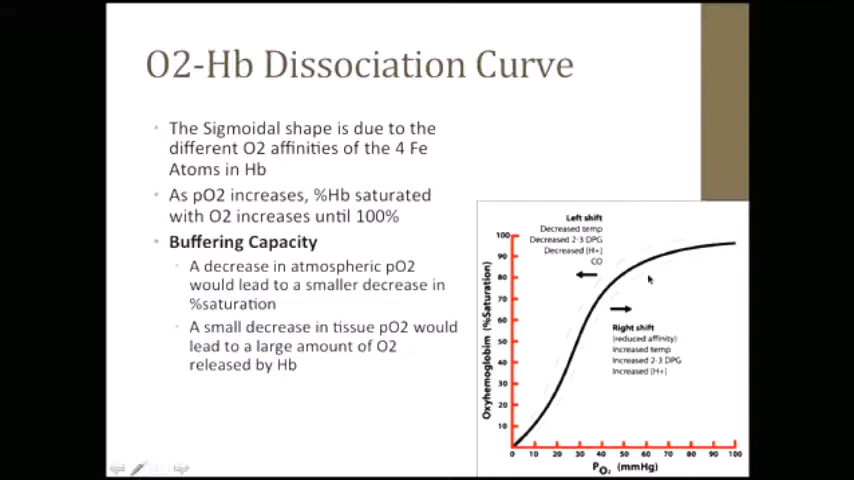 O2-Hb Dissociation Curve
The Sigmoidal shape is due to the
different O2 affinities of the 4 Fe
Atoms in Hb
As pO2 increases, %Hb saturated
with O2 increases until 100%
Buffering Capacity
A decrease in atmospheric pO2
would lead to a smaller decrease in
%saturation
A small decrease in tissue pO2 would
lead to a large amount of O2
released by Hb
Left shift
Decreased temp
Decreased 2-3 DPG
Decreased [H+]
CO
Right shift
(reduced affinity)
Increased temp
Increased 2-3 DPG
Increased [H+]
Oxyhemoglobim (%Saturation)
100
90
80
70
60
50
40
30
20
10
0 10 20 30 40 50 60 70 80 90 100
PO₂ (mmHg)